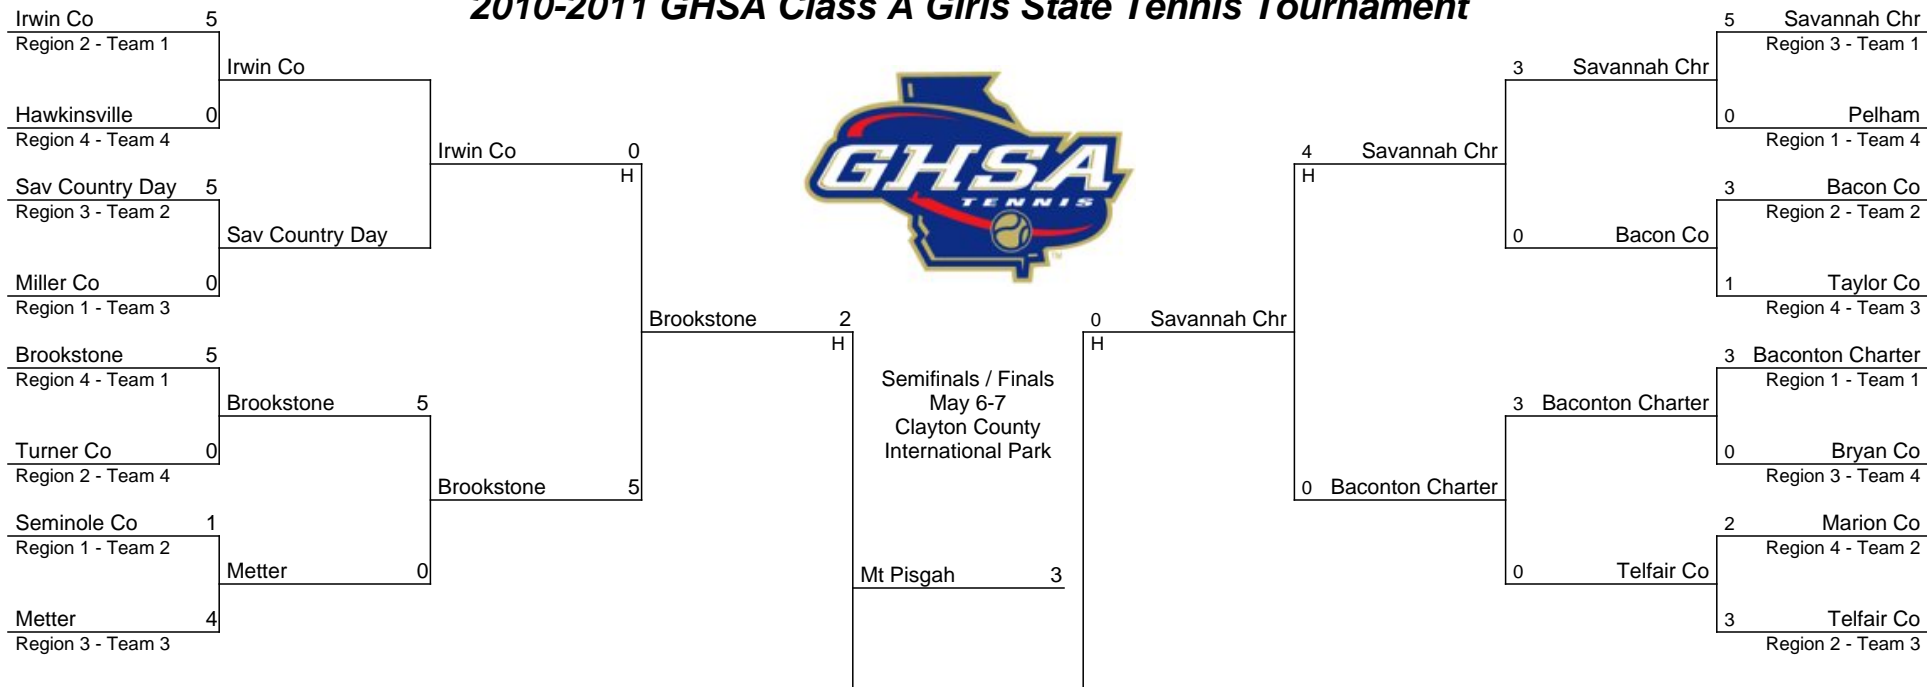 2010-2011 GHSA Class A Girls State Tennis Tournament
Irwin Co 5
Region 2 - Team 1
Irwin Co
Hawkinsville 0
Region 4 - Team 4
Irwin Co 0
H
Sav Country Day 5
Region 3 - Team 2
Sav Country Day
Miller Co 0
Region 1 - Team 3
Brookstone 2
H
Brookstone 5
Region 4 - Team 1
Brookstone 5
Turner Co 0
Region 2 - Team 4
Brookstone 5
Seminole Co 1
Region 1 - Team 2
Metter 0
Metter 4
Region 3 - Team 3
GHSA
TENNIS
TM
Semifinals / Finals
May 6-7
Clayton County
International Park
Mt Pisgah 3
5 Savannah Chr
Region 3 - Team 1
3 Savannah Chr
0 Pelham
Region 1 - Team 4
4 Savannah Chr
H
3 Bacon Co
Region 2 - Team 2
0 Bacon Co
1 Taylor Co
Region 4 - Team 3
0 Savannah Chr
H
3 Baconton Charter
Region 1 - Team 1
3 Baconton Charter
0 Bryan Co
Region 3 - Team 4
0 Baconton Charter
2 Marion Co
Region 4 - Team 2
0 Telfair Co
3 Telfair Co
Region 2 - Team 3